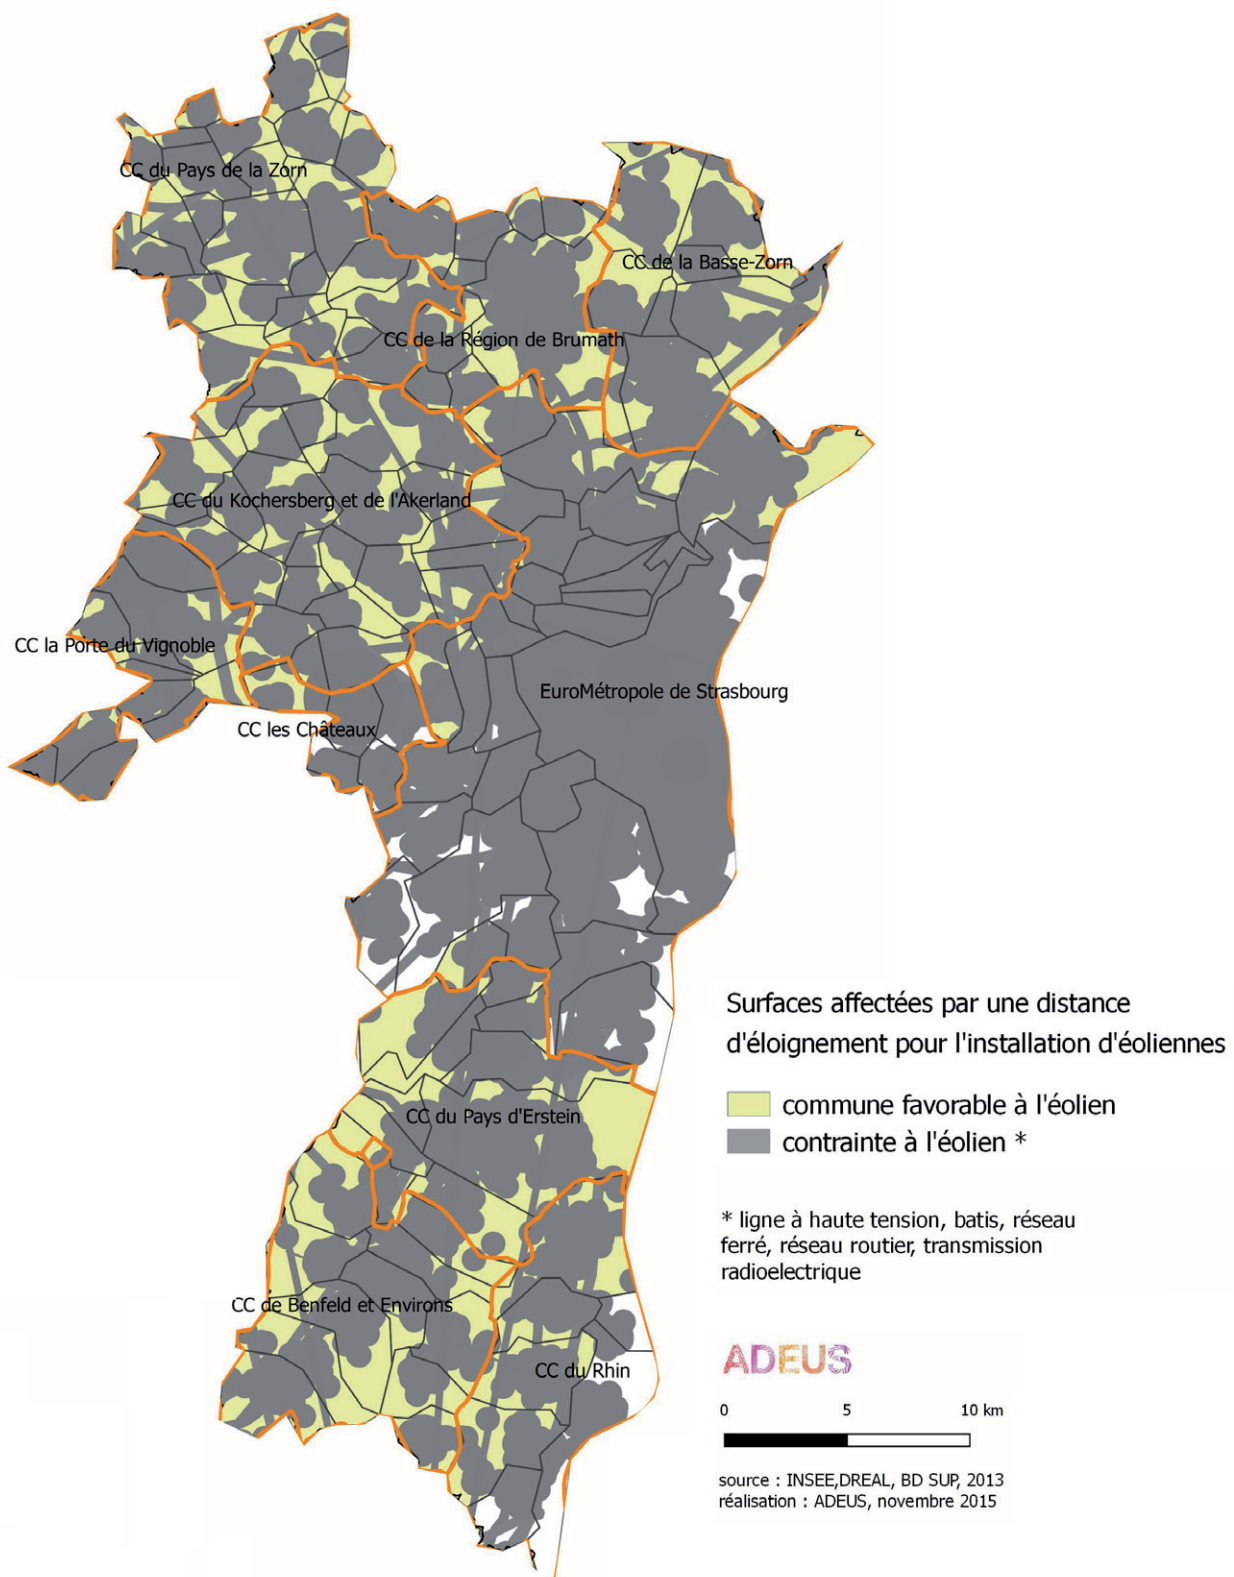 CC du Pays de la Zorn
CC de la Basse-Zorn
CC de la Région de Brumath
CC du Kochersberg et de l'Akerland
CC la Porte du Vignoble
EuroMétropole de Strasbourg
CC les Châteaux
CC du Pays d'Erstein
CC de Benfeld et Environs
CC du Rhin
Surfaces affectées par une distance
d'éloignement pour l'installation d'éoliennes
commune favorable à l'éolien
contrainte à l'éolien *
* ligne à haute tension, batis, réseau
ferré, réseau routier, transmission
radioelectrique
ADEUS
0 5 10 km
source : INSEE,DREAL, BD SUP, 2013
réalisation : ADEUS, novembre 2015